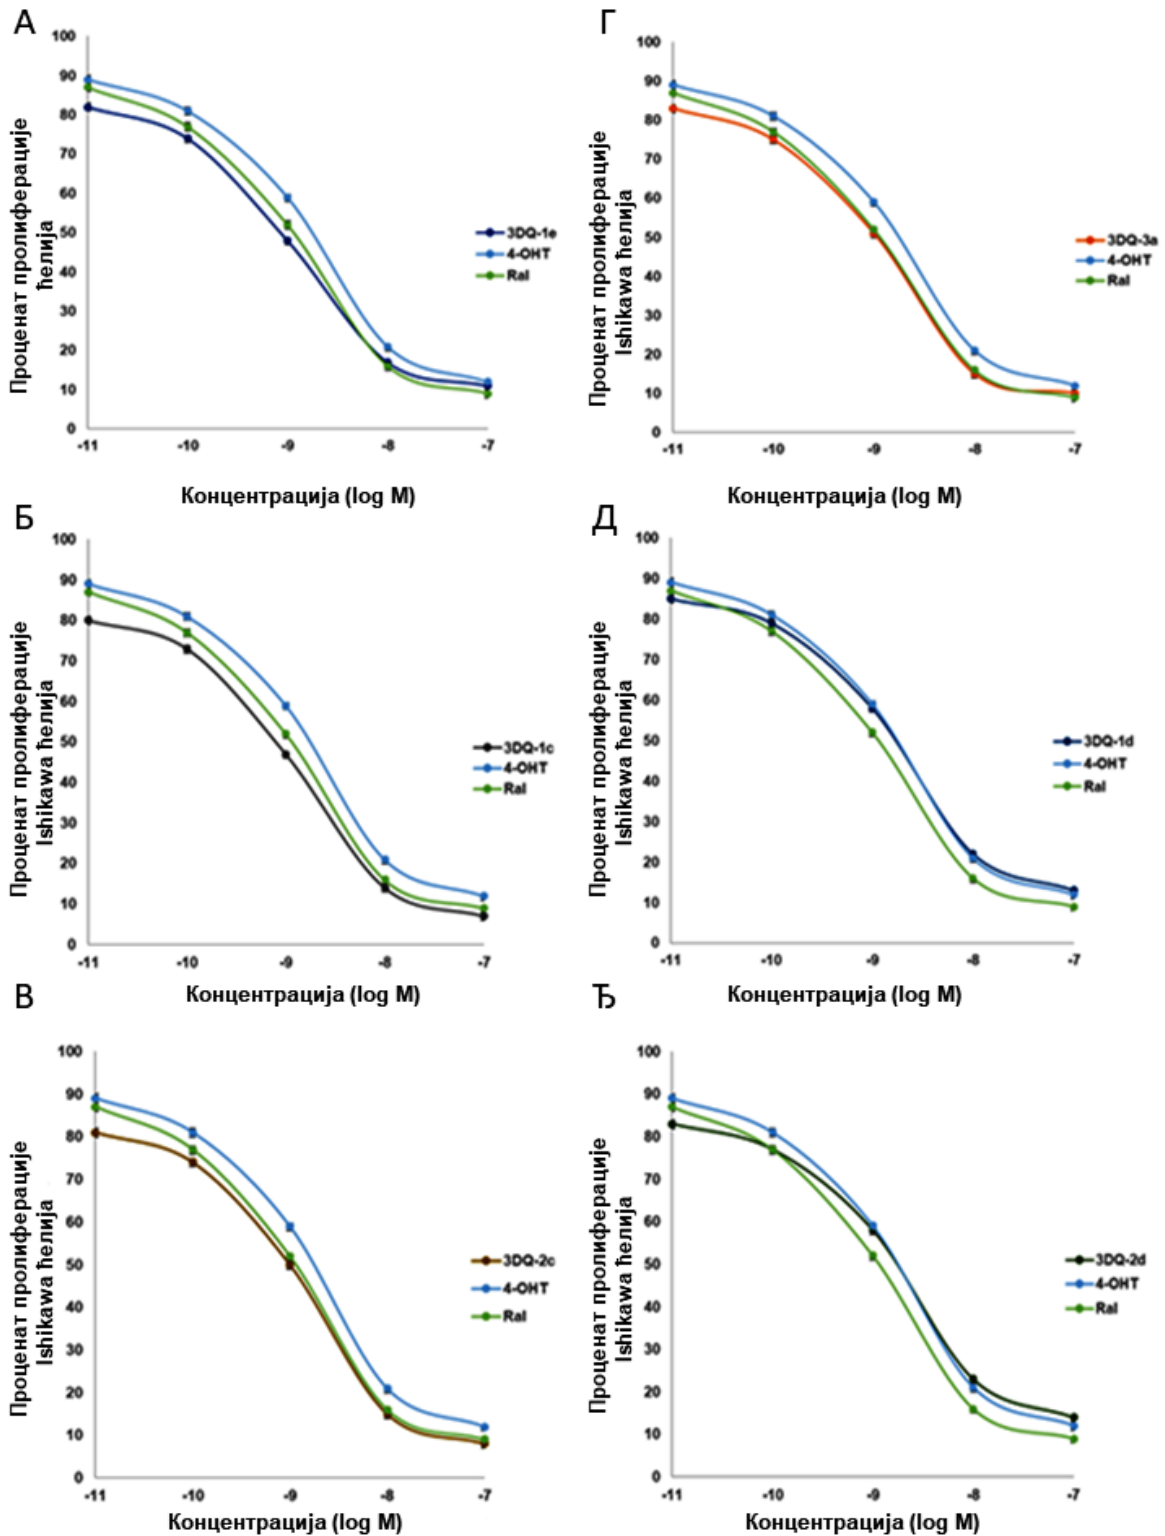 А
100
90
80
70
60
50
40
30
20
10
0
-11 -10 -9 -8 -7
Проценат пролиферације
ћелија
Концентрација (log M)
3DQ-1e
4-OHT
Ral
Г
100
90
80
70
60
50
40
30
20
10
0
-11 -10 -9 -8 -7
Проценат пролиферације
Ishikawa ћелија
Концентрација (log M)
3DQ-3a
4-OHT
Ral
Б
100
90
80
70
60
50
40
30
20
10
0
-11 -10 -9 -8 -7
Проценат пролиферације
Ishikawa ћелија
Концентрација (log M)
3DQ-1c
4-OHT
Ral
Д
100
90
80
70
60
50
40
30
20
10
0
-11 -10 -9 -8 -7
Проценат пролиферације
Ishikawa ћелија
Концентрација (log M)
3DQ-1d
4-OHT
Ral
В
100
90
80
70
60
50
40
30
20
10
0
-11 -10 -9 -8 -7
Проценат пролиферације
Ishikawa ћелија
Концентрација (log M)
3DQ-2c
4-OHT
Ral
Ђ
100
90
80
70
60
50
40
30
20
10
0
-11 -10 -9 -8 -7
Проценат пролиферације
Ishikawa ћелија
Концентрација (log M)
3DQ-2d
4-OHT
Ral